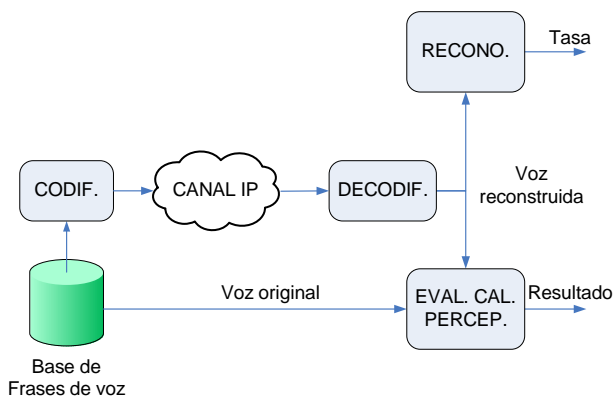 RECONO.
Tasa
CODIF.
CANAL IP
DECODIF.
Voz
reconstruida
Voz original
EVAL. CAL.
PERCEP.
Resultado
Base de
Frases de voz